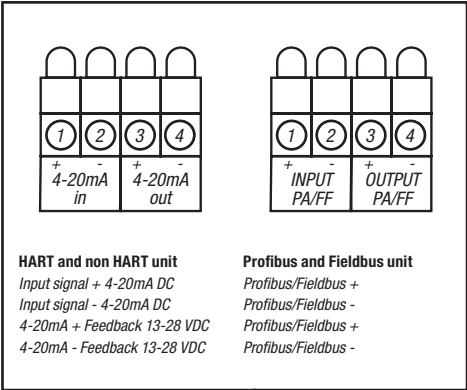 1 2 3 4
+ - + -
4-20mA 4-20mA
in out
1 2 3 4
+ - + -
INPUT OUTPUT
PA/FF PA/FF
HART and non HART unit
Input signal + 4-20mA DC
Input signal - 4-20mA DC
4-20mA + Feedback 13-28 VDC
4-20mA - Feedback 13-28 VDC
Profibus and Fieldbus unit
Profibus/Fieldbus +
Profibus/Fieldbus -
Profibus/Fieldbus +
Profibus/Fieldbus -